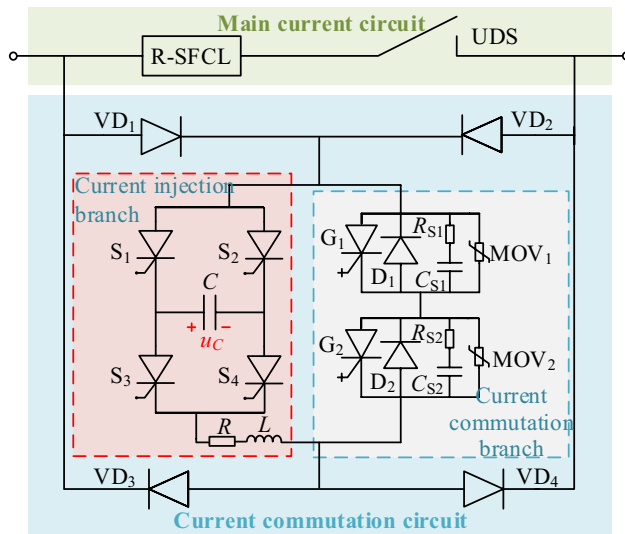 Main current circuit
R-SFCL
UDS
VD1
VD2
Current injection
branch
S1
S2
C
+ uC −
S3
S4
R
L
G1
+
D1
RS1
CS1
MOV1
G2
+
D2
RS2
CS2
MOV2
Current
commutation
branch
VD3
VD4
Current commutation circuit